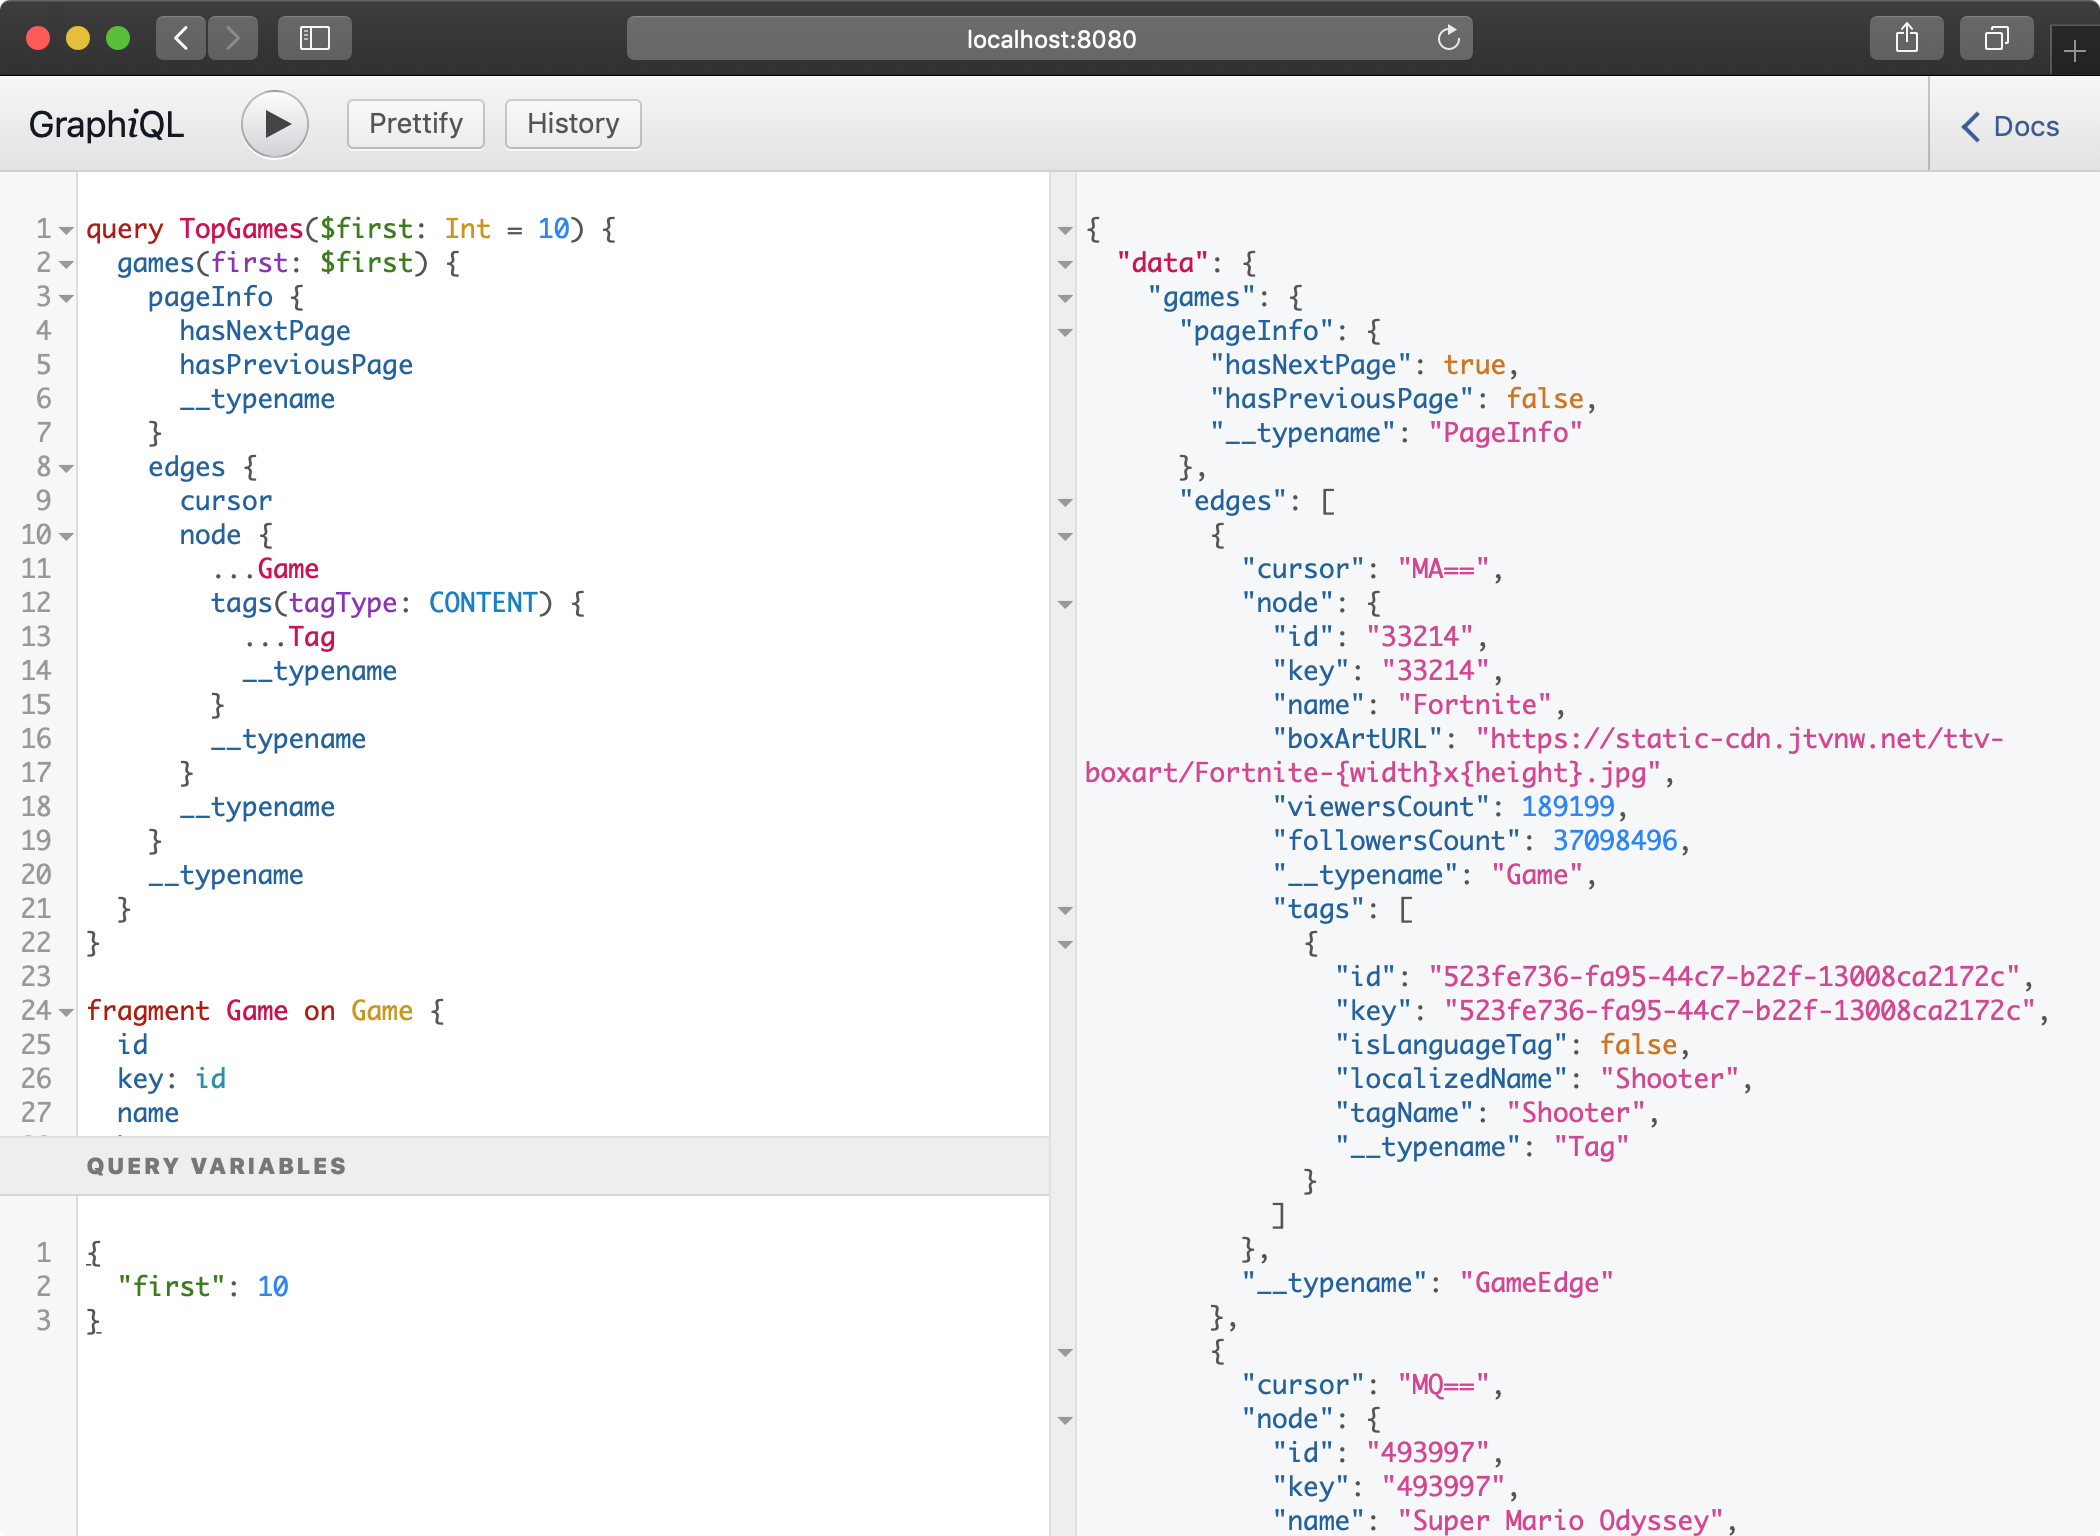 localhost:8080
GraphiQL
Prettify
History
Docs
1 query TopGames($first: Int = 10) {
2   games(first: $first) {
3     pageInfo {
4       hasNextPage
5       hasPreviousPage
6       __typename
7     }
8     edges {
9       cursor
10       node {
11         ...Game
12         tags(tagType: CONTENT) {
13           ...Tag
14           __typename
15         }
16         __typename
17       }
18       __typename
19     }
20     __typename
21   }
22 }
23
24 fragment Game on Game {
25   id
26   key: id
27   name
QUERY VARIABLES
1 {
2   "first": 10
3 }
{
  "data": {
    "games": {
      "pageInfo": {
        "hasNextPage": true,
        "hasPreviousPage": false,
        "__typename": "PageInfo"
      },
      "edges": [
        {
          "cursor": "MA==",
          "node": {
            "id": "33214",
            "key": "33214",
            "name": "Fortnite",
            "boxArtURL": "https://static-cdn.jtvnw.net/ttv-
boxart/Fortnite-{width}x{height}.jpg",
            "viewersCount": 189199,
            "followersCount": 37098496,
            "__typename": "Game",
            "tags": [
              {
                "id": "523fe736-fa95-44c7-b22f-13008ca2172c",
                "key": "523fe736-fa95-44c7-b22f-13008ca2172c",
                "isLanguageTag": false,
                "localizedName": "Shooter",
                "tagName": "Shooter",
                "__typename": "Tag"
              }
            ]
          },
          "__typename": "GameEdge"
        },
        {
          "cursor": "MQ==",
          "node": {
            "id": "493997",
            "key": "493997",
            "name": "Super Mario Odyssey",